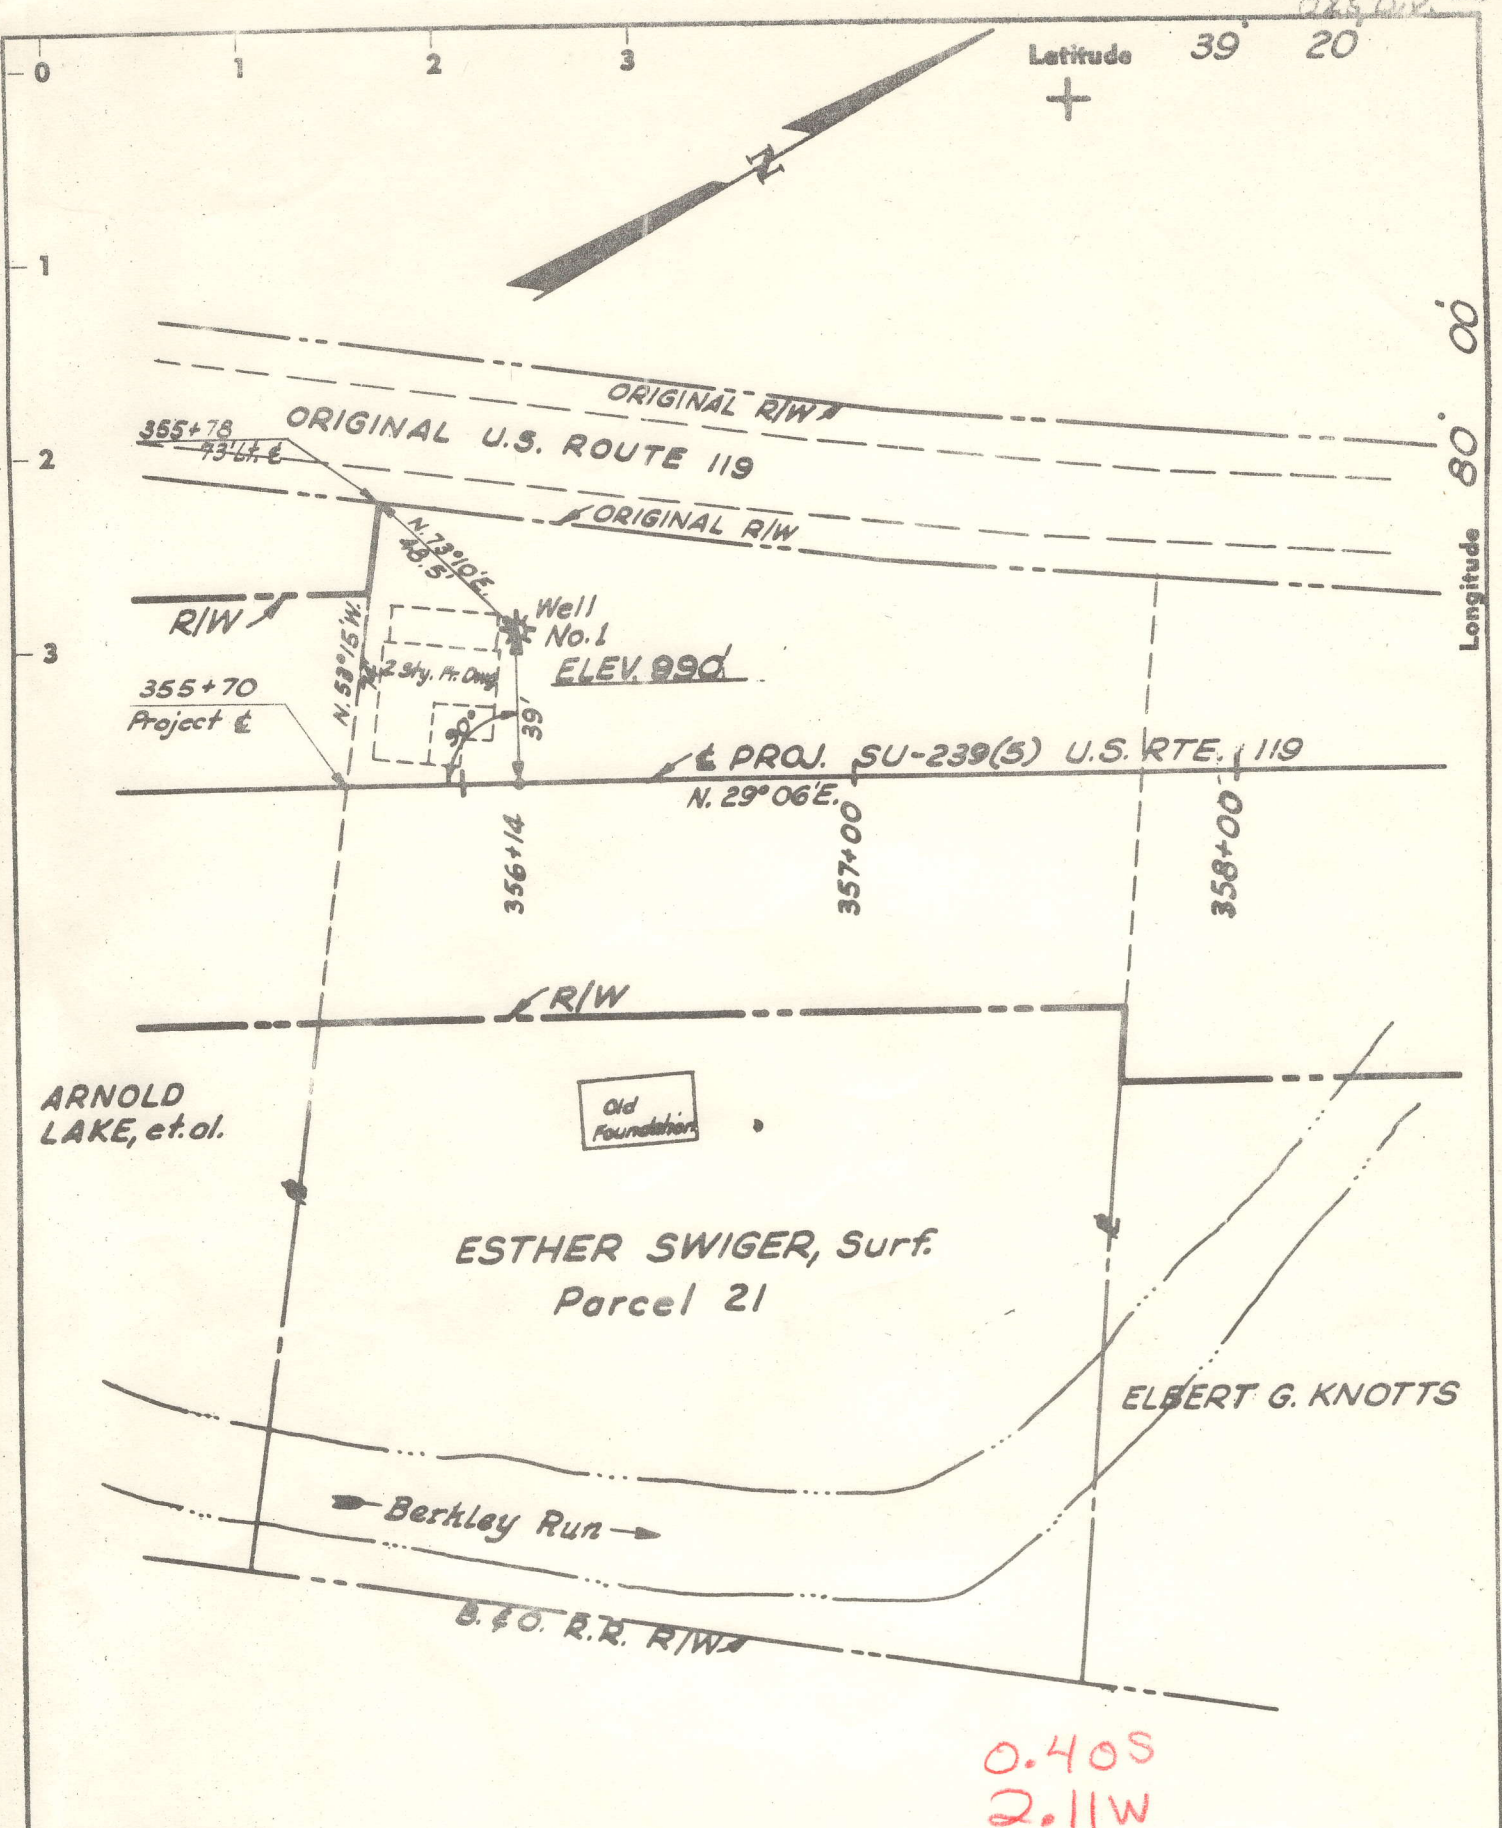 Latitude 39° 20'
0 1 2 3
1
2
3
Longitude 80° 00'
ORIGINAL R/W
355+78
73' Lt. ℄
ORIGINAL U.S. ROUTE 119
ORIGINAL R/W
N.73°10'E.
48.5'
R/W
Well
No.1
ELEV. 990'
N.53°15'W.
74'
2 Sty. Fr. Dwg
355+70
Project ℄
90°
39'
℄ PROJ. SU-239(5) U.S. RTE. 119
N. 29°06'E.
356+14
357+00
358+00
R/W
ARNOLD
LAKE, et.al.
Old
Foundation
ESTHER SWIGER, Surf.
Parcel 21
ELBERT G. KNOTTS
Berkley Run
B.&O. R.R. R/W
0.40S
2.11W